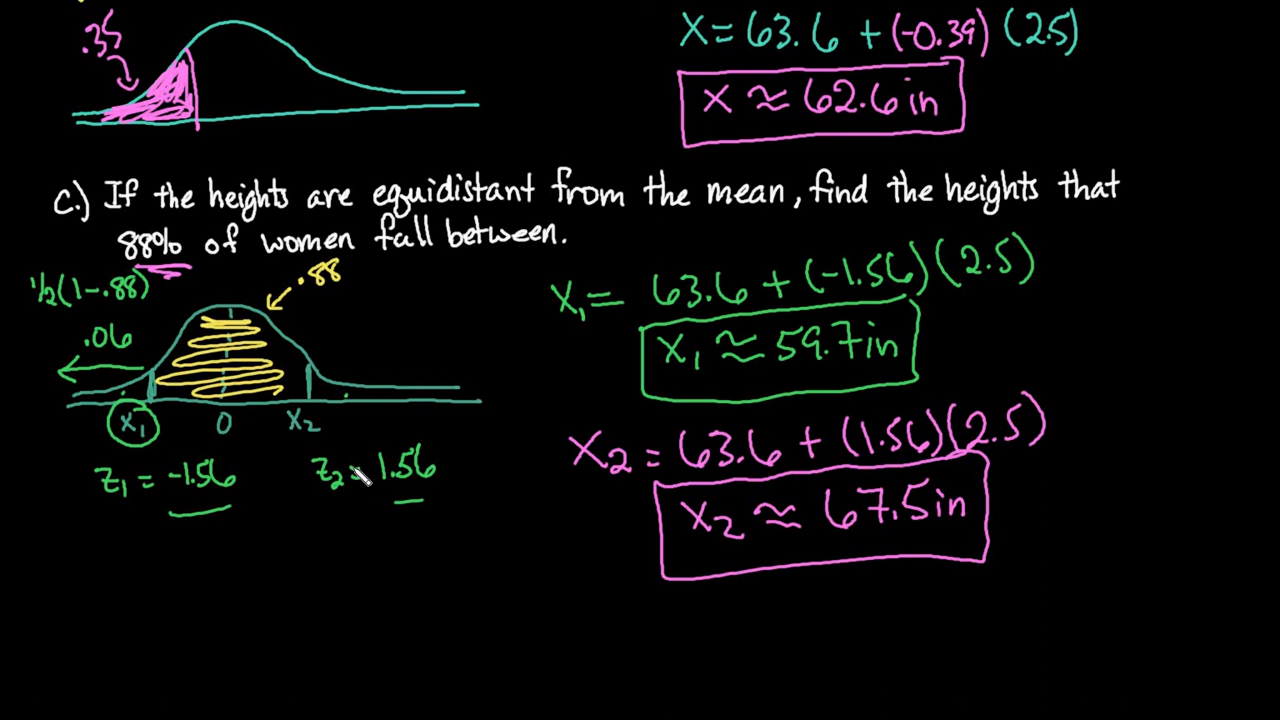 .35
X = 63.6 + (-0.39) (2.5)
X ≈ 62.6 in
c.) If the heights are equidistant from the mean, find the heights that
88% of women fall between.
1/2(1-.88)
.88
.06
X₁ 0 X₂
Z₁ = -1.56 Z₂ = 1.56
X₁ = 63.6 + (-1.56)(2.5)
X₁ ≈ 59.7 in
X₂ = 63.6 + (1.56)(2.5)
X₂ ≈ 67.5 in